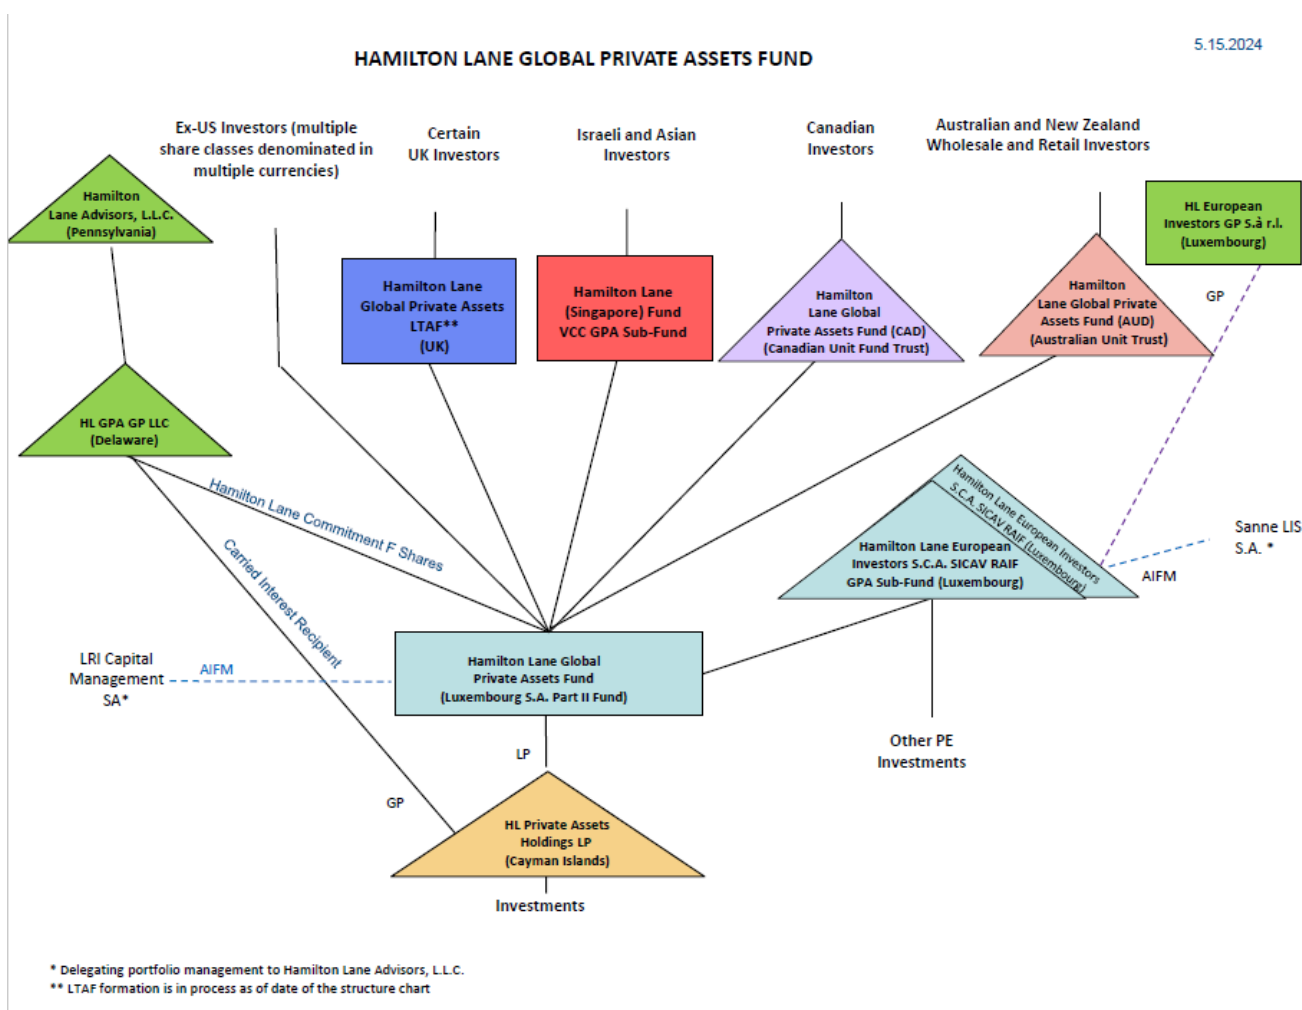 5.15.2024
HAMILTON LANE GLOBAL PRIVATE ASSETS FUND
Ex-US Investors (multiple
share classes denominated in
multiple currencies)
Certain
UK Investors
Israeli and Asian
Investors
Canadian
Investors
Australian and New Zealand
Wholesale and Retail Investors
Hamilton
Lane Advisors, L.L.C.
(Pennsylvania)
HL European
Investors GP S.à r.l.
(Luxembourg)
Hamilton Lane
Global Private Assets
LTAF**
(UK)
Hamilton Lane
(Singapore) Fund
VCC GPA Sub-Fund
Hamilton
Lane Global
Private Assets Fund (CAD)
(Canadian Unit Fund Trust)
Hamilton
Lane Global Private
Assets Fund (AUD)
(Australian Unit Trust)
GP
HL GPA GP LLC
(Delaware)
Hamilton Lane Commitment F Shares
Carried Interest Recipient
Hamilton Lane European Investors
S.C.A. SICAV RAIF (Luxembourg)
Hamilton Lane European
Investors S.C.A. SICAV RAIF
GPA Sub-Fund (Luxembourg)
Sanne LIS
S.A. *
AIFM
LRI Capital
Management
SA*
AIFM
Hamilton Lane Global
Private Assets Fund
(Luxembourg S.A. Part II Fund)
Other PE
Investments
LP
GP
HL Private Assets
Holdings LP
(Cayman Islands)
Investments
* Delegating portfolio management to Hamilton Lane Advisors, L.L.C.
** LTAF formation is in process as of date of the structure chart